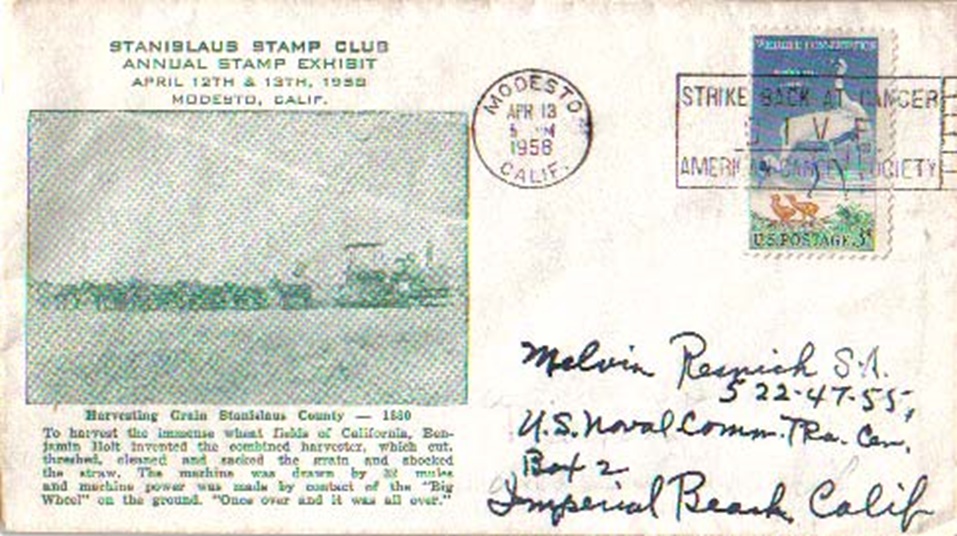 STANISLAUS STAMP CLUB
ANNUAL STAMP EXHIBIT
APRIL 12TH & 13TH, 1958
MODESTO, CALIF.
MODESTO
APR 13
PM
1958
CALIF.
WILDLIFE CONSERVATION
STRIKE BACK AT CANCER
GIVE
AMERICAN CANCER SOCIETY
U.S. POSTAGE 3¢
Harvesting Grain Stanislaus County — 1880
To harvest the immense wheat fields of California, Ben-
jamin Holt invented the combined harvester, which cut,
threshed, cleaned and sacked the grain and shocked
the straw. The machine was drawn by mules
and machine power was made by contact of the "Big
Wheel" on the ground. "Once over and it was all over."
Melvin Resnick S.A.
522-47-55,
U.S. Naval Comm. Tra. Cen.
Box 2
Imperial Beach, Calif